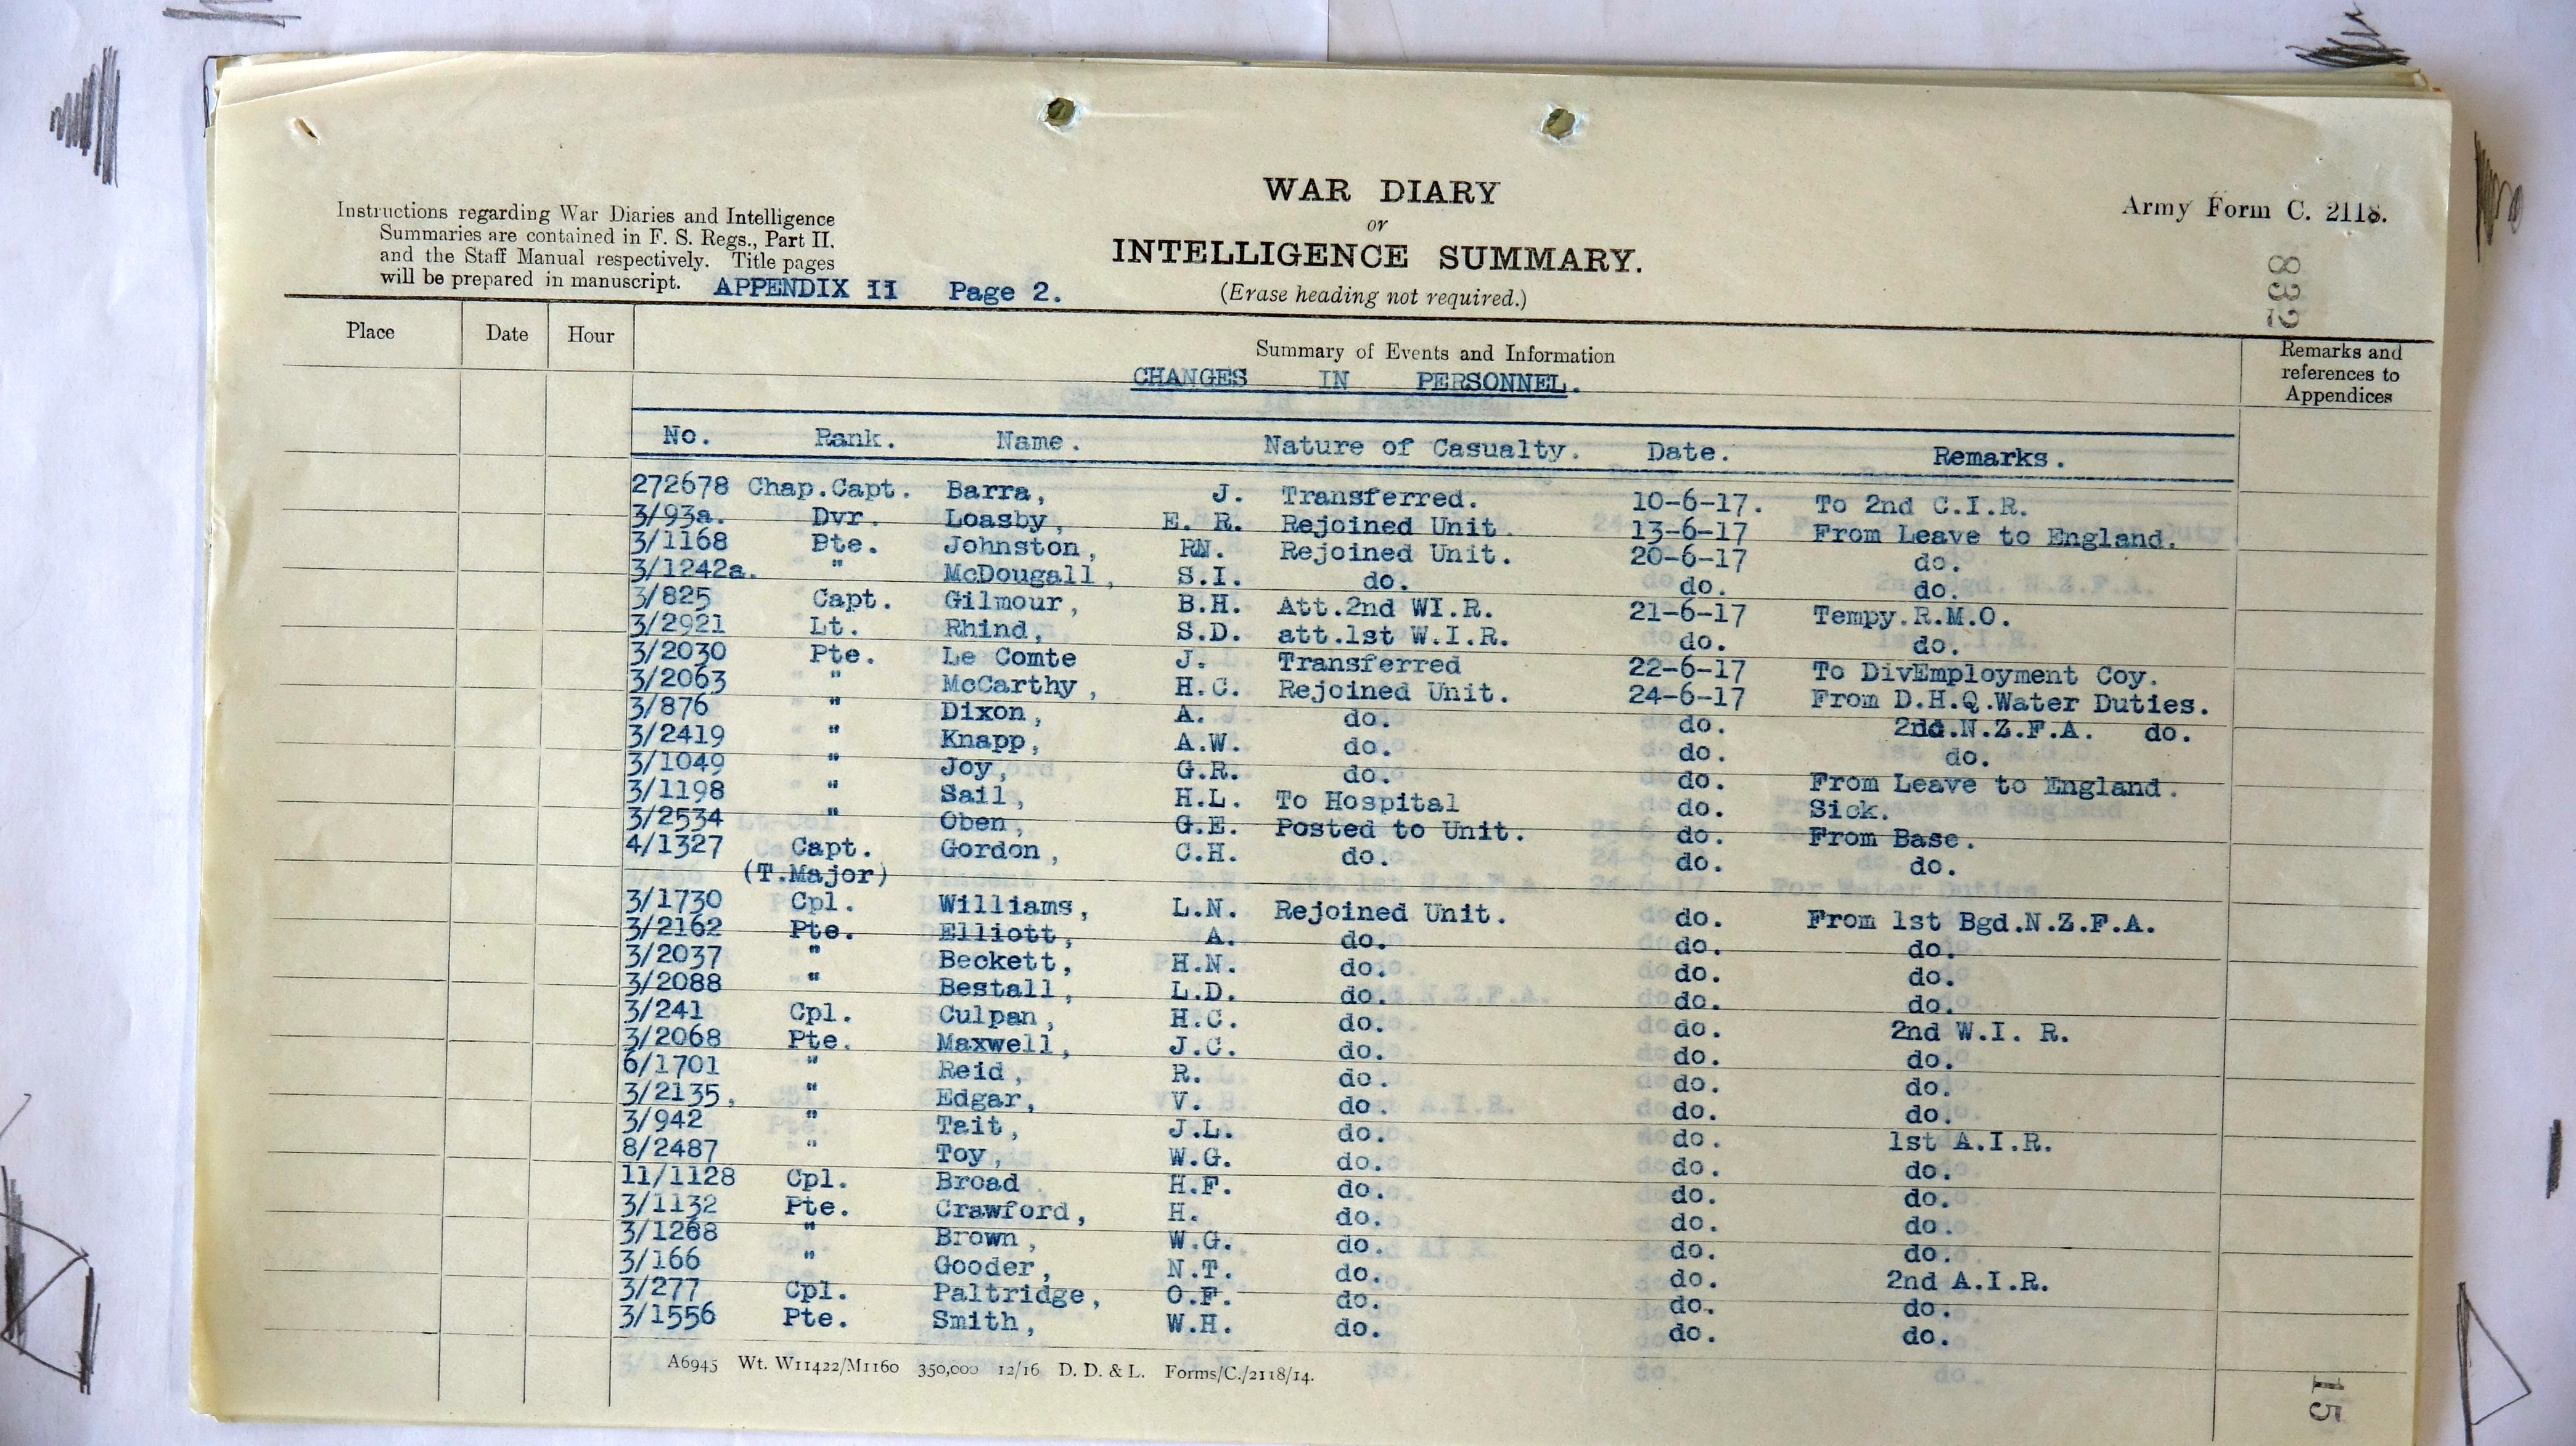 WAR DIARY
or
INTELLIGENCE SUMMARY.
(Erase heading not required.)
Army Form C. 2118.
832
Instructions regarding War Diaries and Intelligence
Summaries are contained in F. S. Regs., Part II.
and the Staff Manual respectively. Title pages
will be prepared in manuscript.
APPENDIX II Page 2.
Place Date Hour Summary of Events and Information Remarks and references to Appendices
CHANGES IN PERSONNEL.
No. Rank. Name. Nature of Casualty. Date. Remarks.
272678 Chap.Capt. Barra, J. Transferred. 10-6-17. To 2nd C.I.R.
3/93a. Dvr. Loasby, E. R. Rejoined Unit 13-6-17 From Leave to England.
3/1168 Pte. Johnston, RN. Rejoined Unit. 20-6-17 do.
3/1242a. " McDougall, S.I. do. do. do.
3/825 Capt. Gilmour, B.H. Att.2nd WI.R. 21-6-17 Tempy.R.M.O.
3/2921 Lt. Rhind, S.D. att.1st W.I.R. do. do.
3/2030 Pte. Le Comte J. Transferred 22-6-17 To DivEmployment Coy.
3/2063 " McCarthy, H.C. Rejoined Unit. 24-6-17 From D.H.Q.Water Duties.
3/876 " Dixon, A. do. do. 2nd.N.Z.F.A. do.
3/2419 " Knapp, A.W. do. do. do.
3/1049 " Joy, G.R. do. do. From Leave to England.
3/1198 " Sail, H.L. To Hospital do. Sick.
3/2534 " Oben, G.E. Posted to Unit. do. From Base.
4/1327 Capt. Gordon, C.H. do. do. do.
(T.Major)
3/1730 Cpl. Williams, L.N. Rejoined Unit. do. From 1st Bgd.N.Z.F.A.
3/2162 Pte. Elliott, A. do. do. do.
3/2037 " Beckett, H.N. do. do. do.
3/2088 " Bestall, L.D. do. do. do.
3/241 Cpl. Culpan, H.C. do. do. 2nd W.I. R.
3/2068 Pte. Maxwell, J.C. do. do. do.
6/1701 " Reid, R. do. do. do.
3/2135, " Edgar, V. do. do. do.
3/942 " Tait, J.L. do. do. 1st A.I.R.
8/2487 " Toy, W.G. do. do. do.
11/1128 Cpl. Broad H.F. do. do. do.
3/1132 Pte. Crawford, H. do. do. do.
3/1268 " Brown, W.G. do. do. do.
3/166 " Gooder, N.T. do. do. 2nd A.I.R.
3/277 Cpl. Paltridge, O.F. do. do. do.
3/1556 Pte. Smith, W.H. do. do. do.
A6945 Wt. W11422/M1160 350,000 12/16 D. D. & L. Forms/C./2118/14.
15